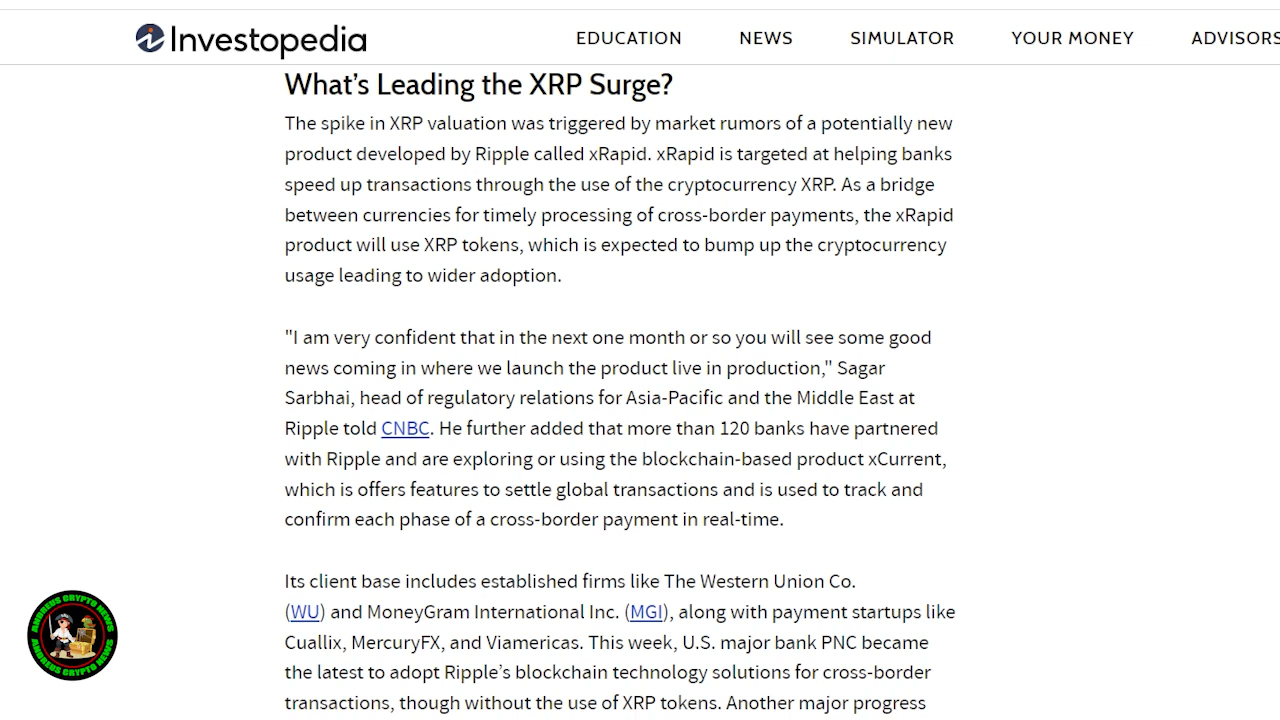 Investopedia
EDUCATION NEWS SIMULATOR YOUR MONEY ADVISORS
What's Leading the XRP Surge?
The spike in XRP valuation was triggered by market rumors of a potentially new
product developed by Ripple called xRapid. xRapid is targeted at helping banks
speed up transactions through the use of the cryptocurrency XRP. As a bridge
between currencies for timely processing of cross-border payments, the xRapid
product will use XRP tokens, which is expected to bump up the cryptocurrency
usage leading to wider adoption.
"I am very confident that in the next one month or so you will see some good
news coming in where we launch the product live in production," Sagar
Sarbhai, head of regulatory relations for Asia-Pacific and the Middle East at
Ripple told CNBC. He further added that more than 120 banks have partnered
with Ripple and are exploring or using the blockchain-based product xCurrent,
which is offers features to settle global transactions and is used to track and
confirm each phase of a cross-border payment in real-time.
Its client base includes established firms like The Western Union Co.
(WU) and MoneyGram International Inc. (MGI), along with payment startups like
Cuallix, MercuryFX, and Viamericas. This week, U.S. major bank PNC became
the latest to adopt Ripple's blockchain technology solutions for cross-border
transactions, though without the use of XRP tokens. Another major progress
ANDREUS CRYPTO NEWS
ANDREUS CRYPTO NEWS